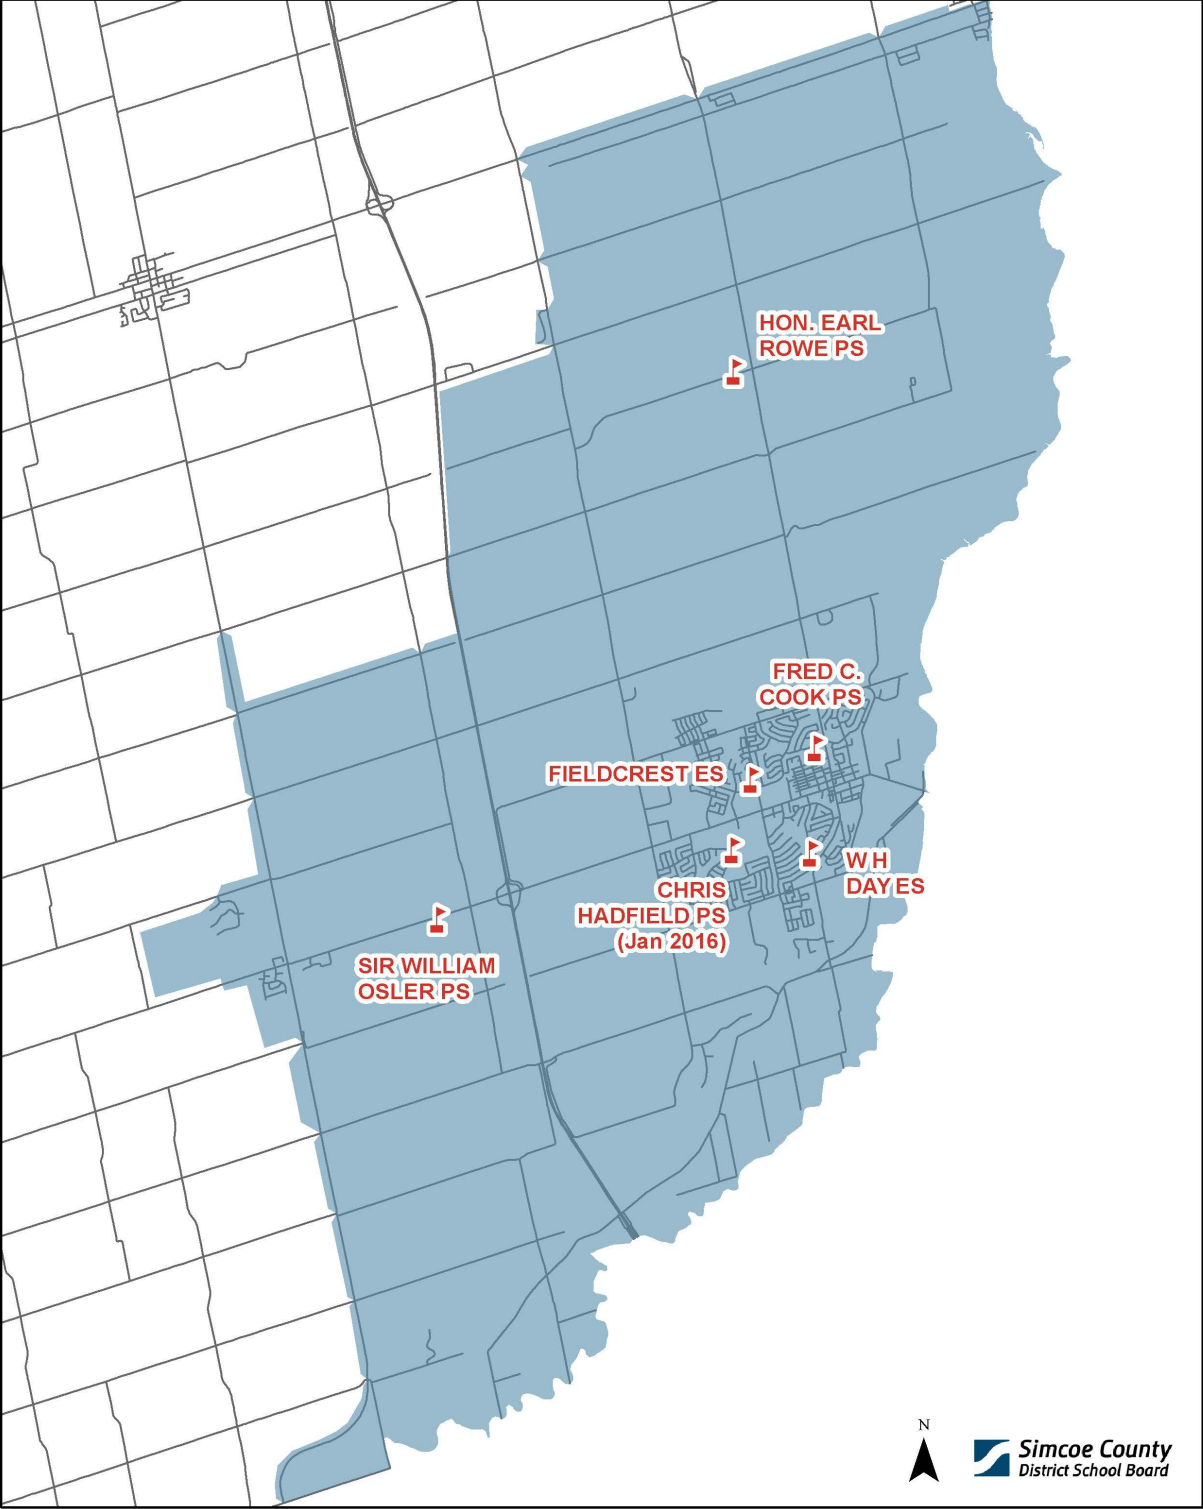 HON. EARL
ROWE PS
FRED C.
COOK PS
FIELDCREST ES
W H
DAY ES
CHRIS
HADFIELD PS
(Jan 2016)
SIR WILLIAM
OSLER PS
N
Simcoe County
District School Board